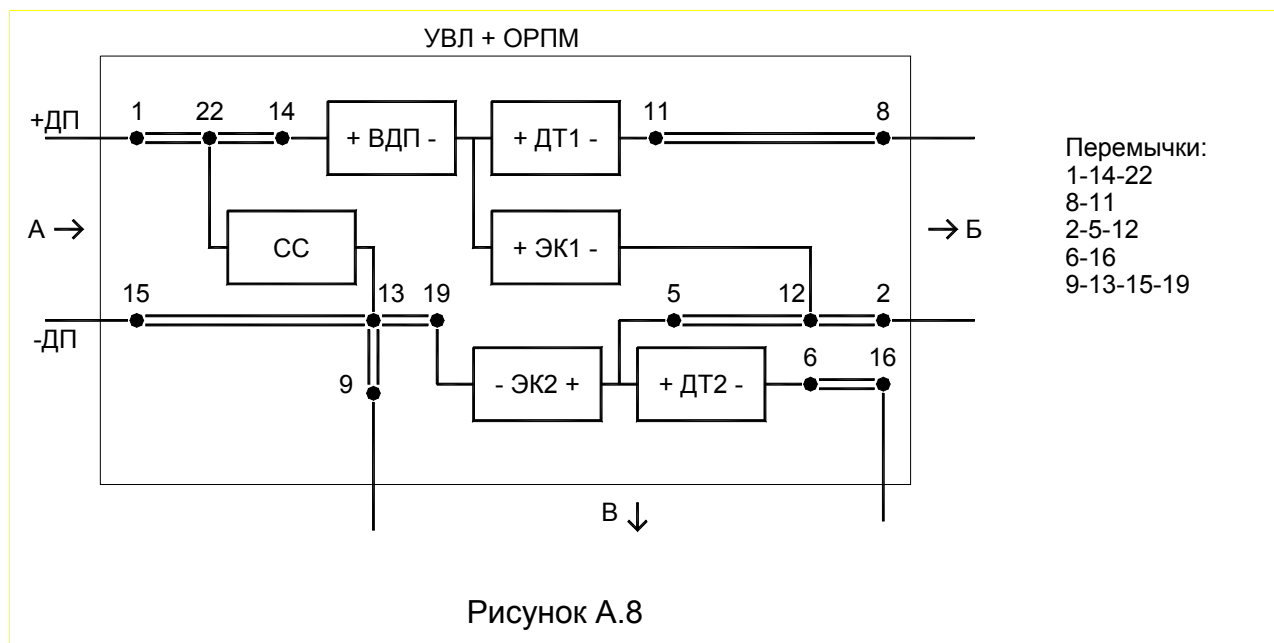 УВЛ + ОРПМ
+ДП
1
22
14
+ ВДП -
+ ДТ1 -
11
8
Перемычки:
1-14-22
8-11
2-5-12
6-16
9-13-15-19
А →
СС
+ ЭК1 -
→ Б
15
13
19
5
12
2
-ДП
9
- ЭК2 +
+ ДТ2 -
6
16
В ↓
Рисунок А.8